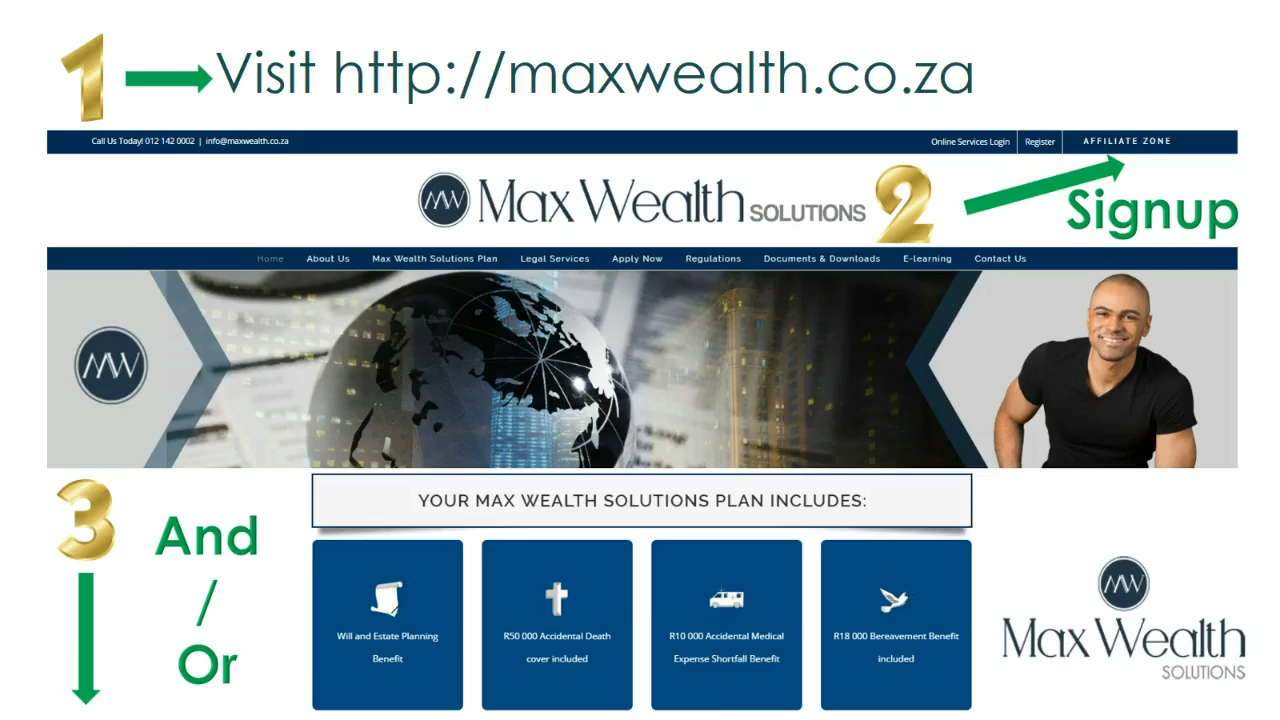 1 Visit http://maxwealth.co.za
Call Us Today! 012 142 0002 | info@maxwealth.co.za
Online Services Login Register AFFILIATE ZONE
MW Max Wealth SOLUTIONS 2 Signup
Home About Us Max Wealth Solutions Plan Legal Services Apply Now Regulations Documents & Downloads E-learning Contact Us
MW
YOUR MAX WEALTH SOLUTIONS PLAN INCLUDES:
3 And
/
Or
Will and Estate Planning
Benefit
R50 000 Accidental Death
cover included
R10 000 Accidental Medical
Expense Shortfall Benefit
R18 000 Bereavement Benefit
included
MW
Max Wealth
SOLUTIONS